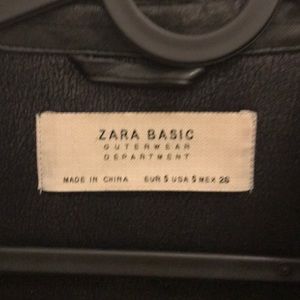 ZARA BASIC
OUTERWEAR
DEPARTMENT
MADE IN CHINA EUR S USA S MEX 26